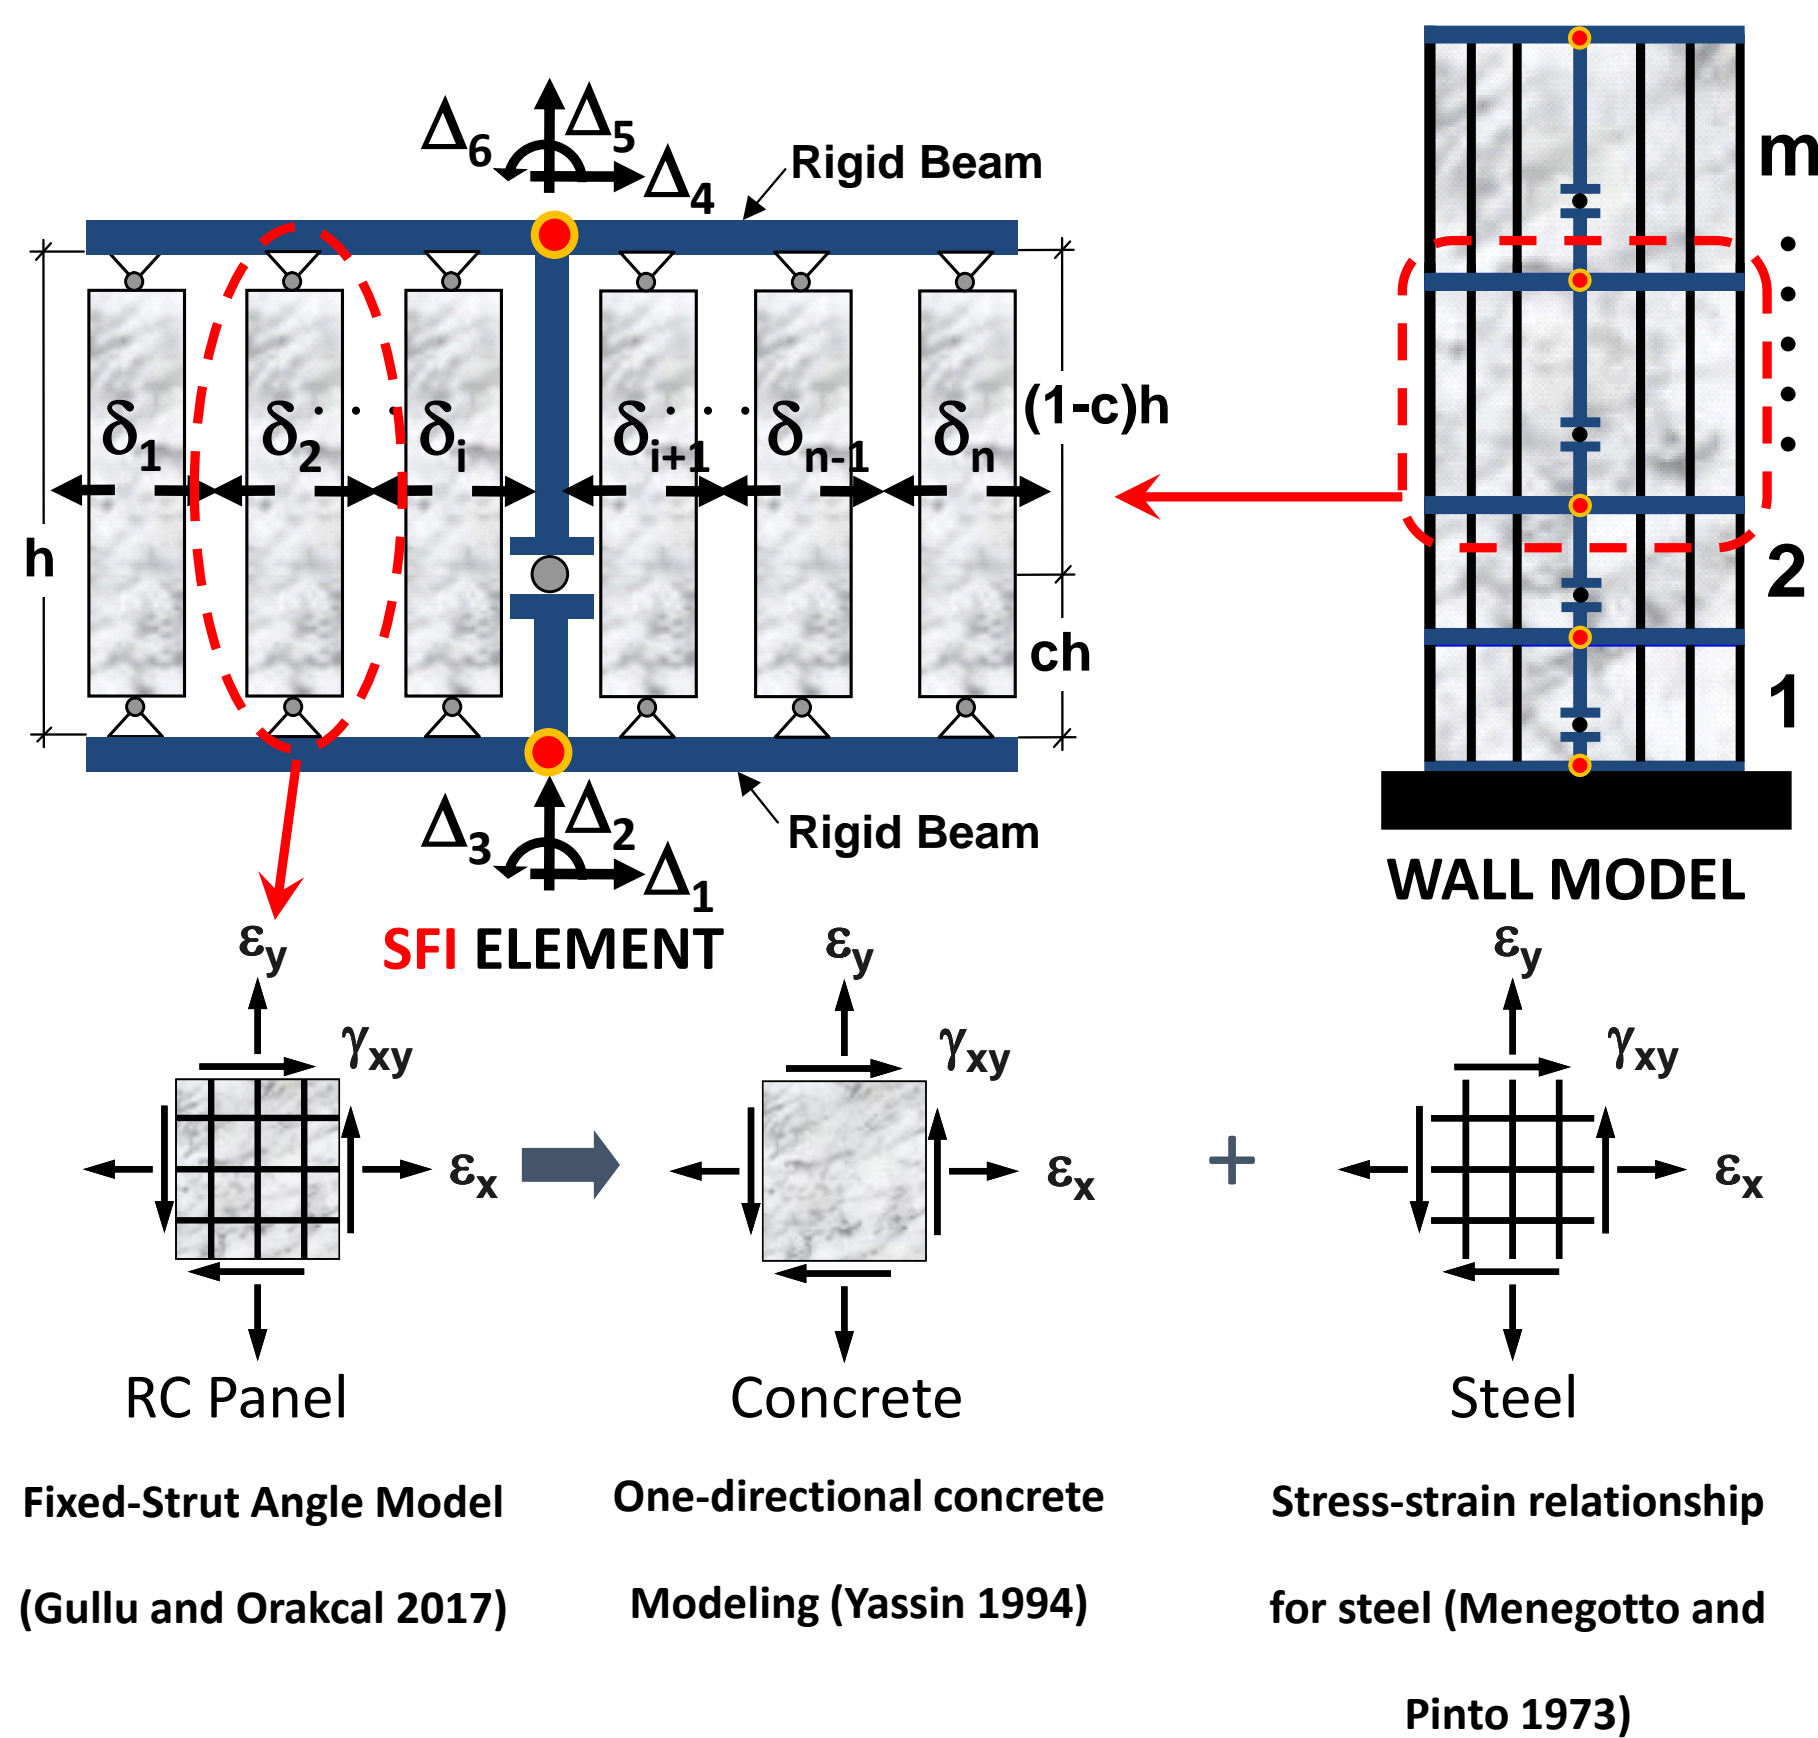 Δ6
Δ5
Δ4
Rigid Beam
m
δ1
δ2
. . .
δi
δi+1
. . .
δn-1
δn
(1-c)h
h
ch
2
1
Δ3
Δ2
Δ1
Rigid Beam
SFI ELEMENT
WALL MODEL
εy
γxy
εx
εy
γxy
εx
+
εy
γxy
εx
RC Panel
Concrete
Steel
Fixed-Strut Angle Model
(Gullu and Orakcal 2017)
One-directional concrete
Modeling (Yassin 1994)
Stress-strain relationship
for steel (Menegotto and
Pinto 1973)